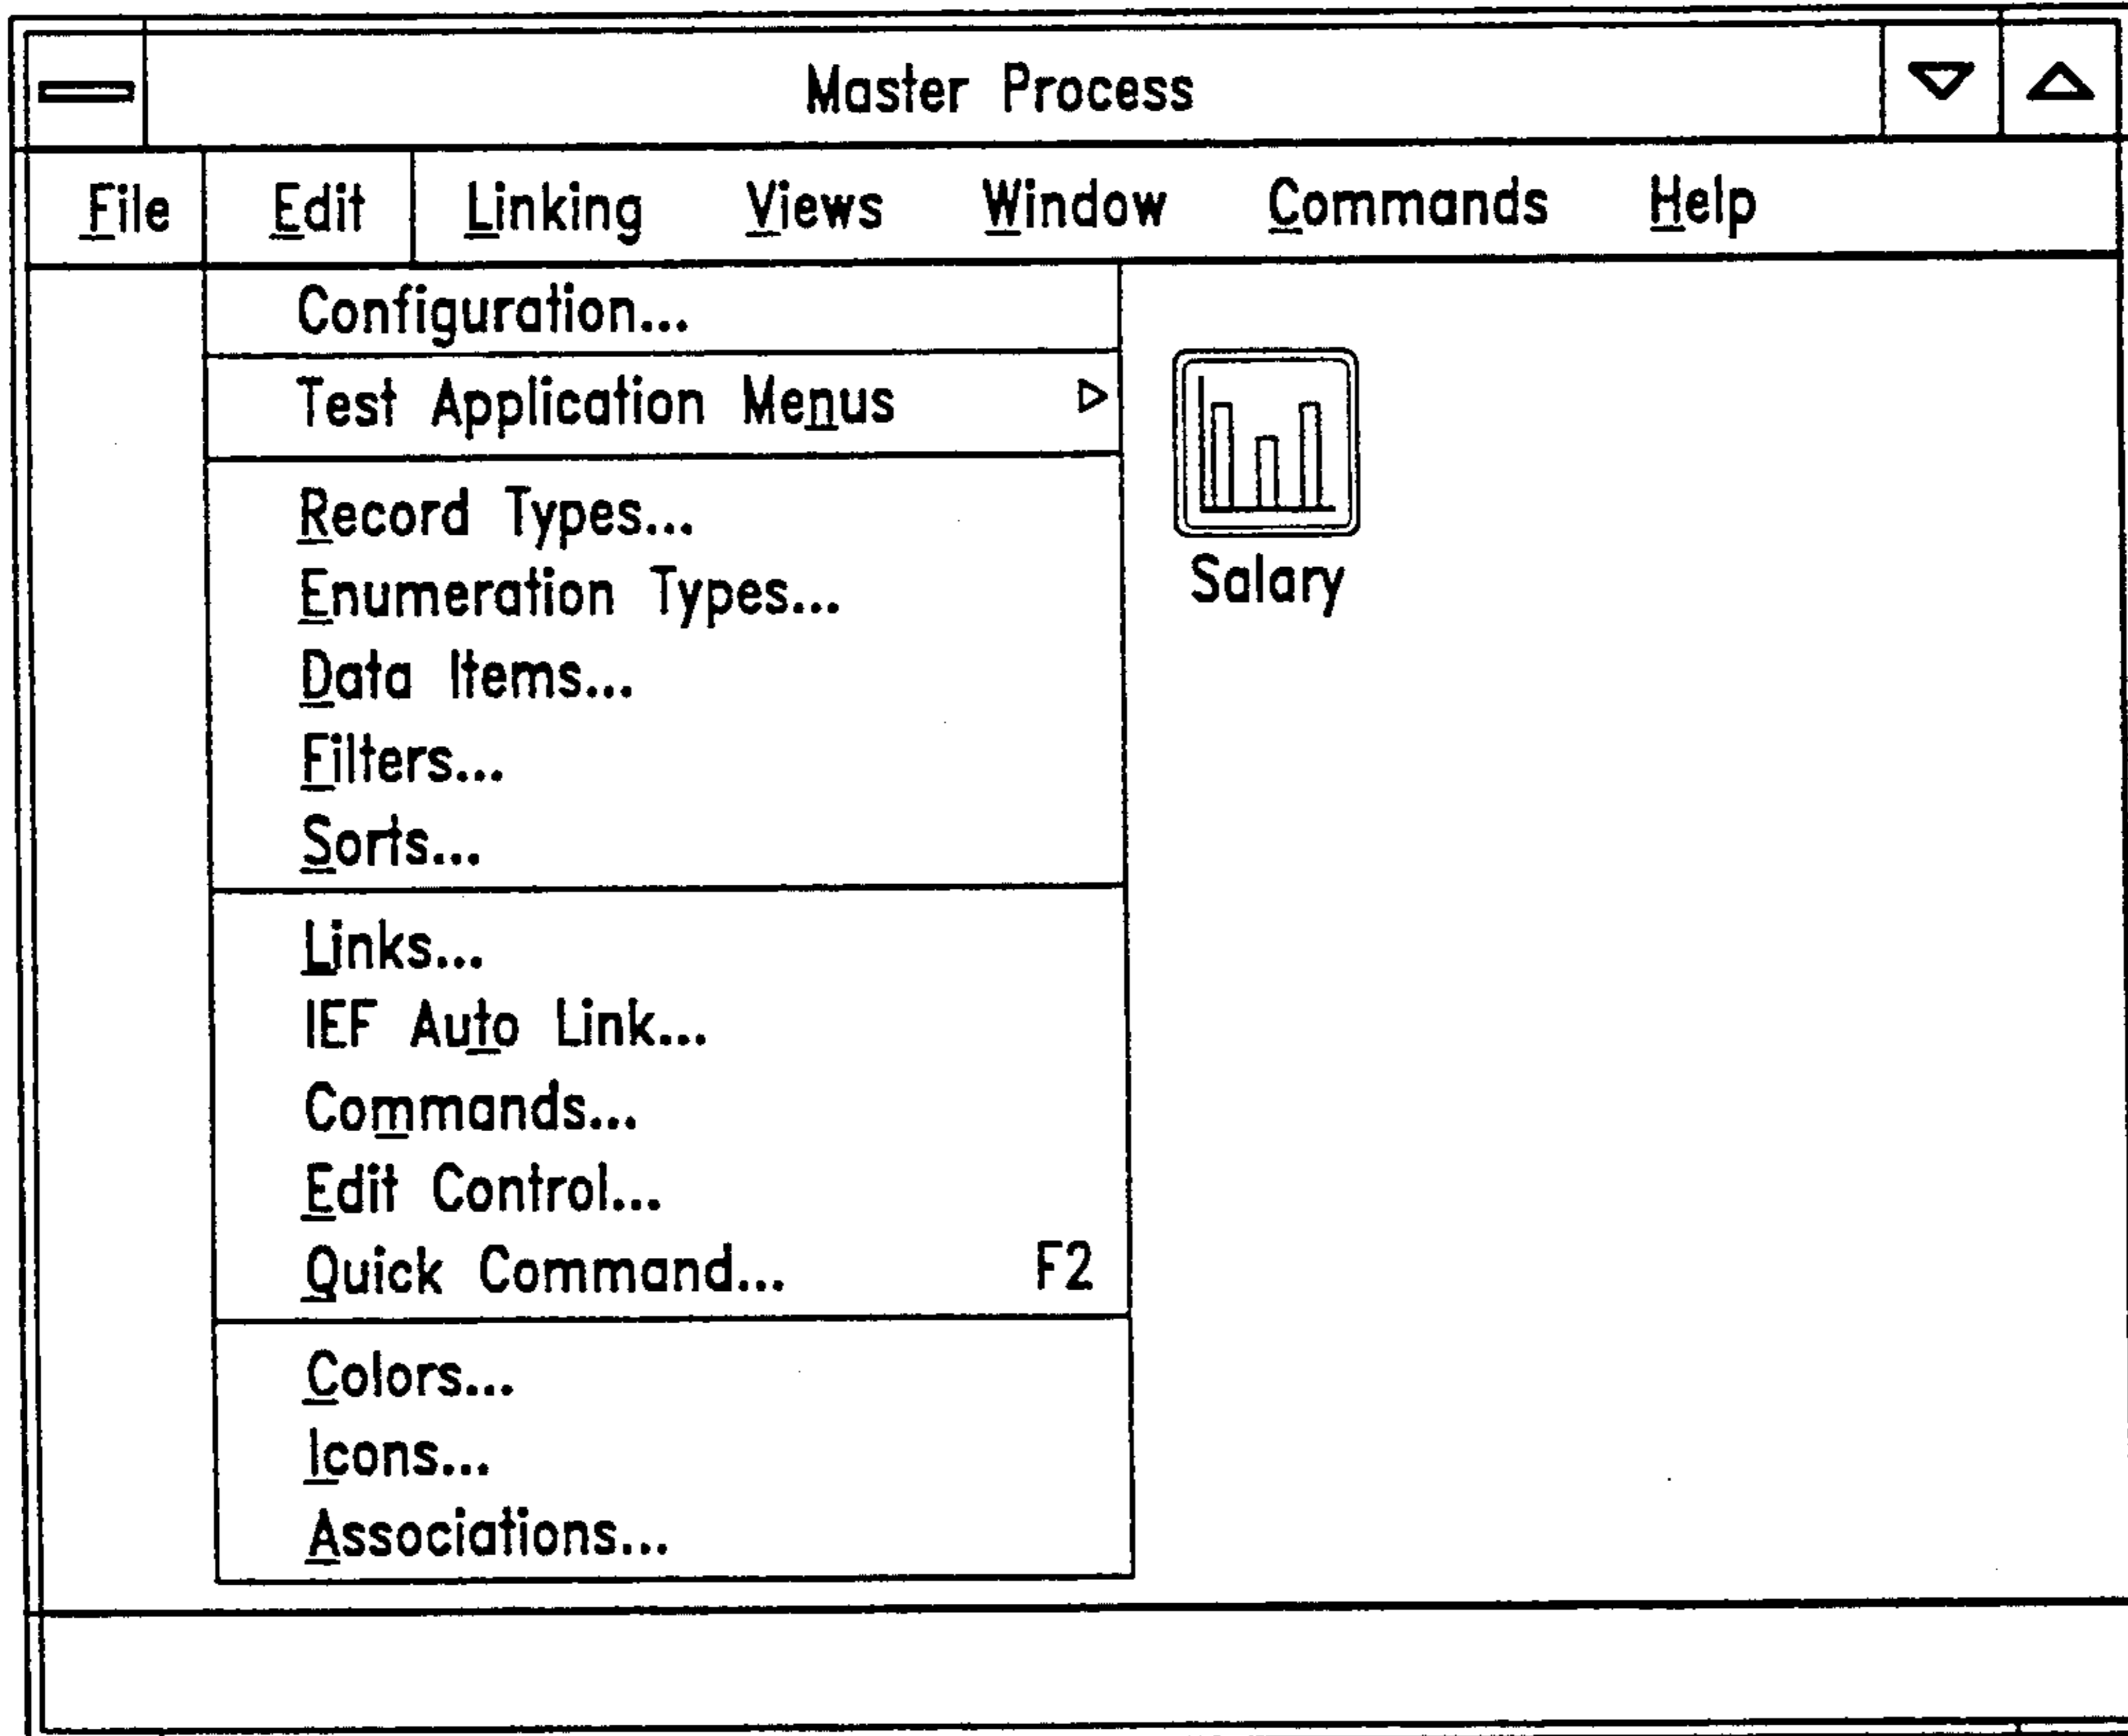 Master Process
File Edit Linking Views Window Commands Help
Configuration...
Test Application Menus
Record Types...
Enumeration Types...
Data Items...
Filters...
Sorts...
Salary
Links...
IEF Auto Link...
Commands...
Edit Control...
Quick Command... F2
Colors...
Icons...
Associations...